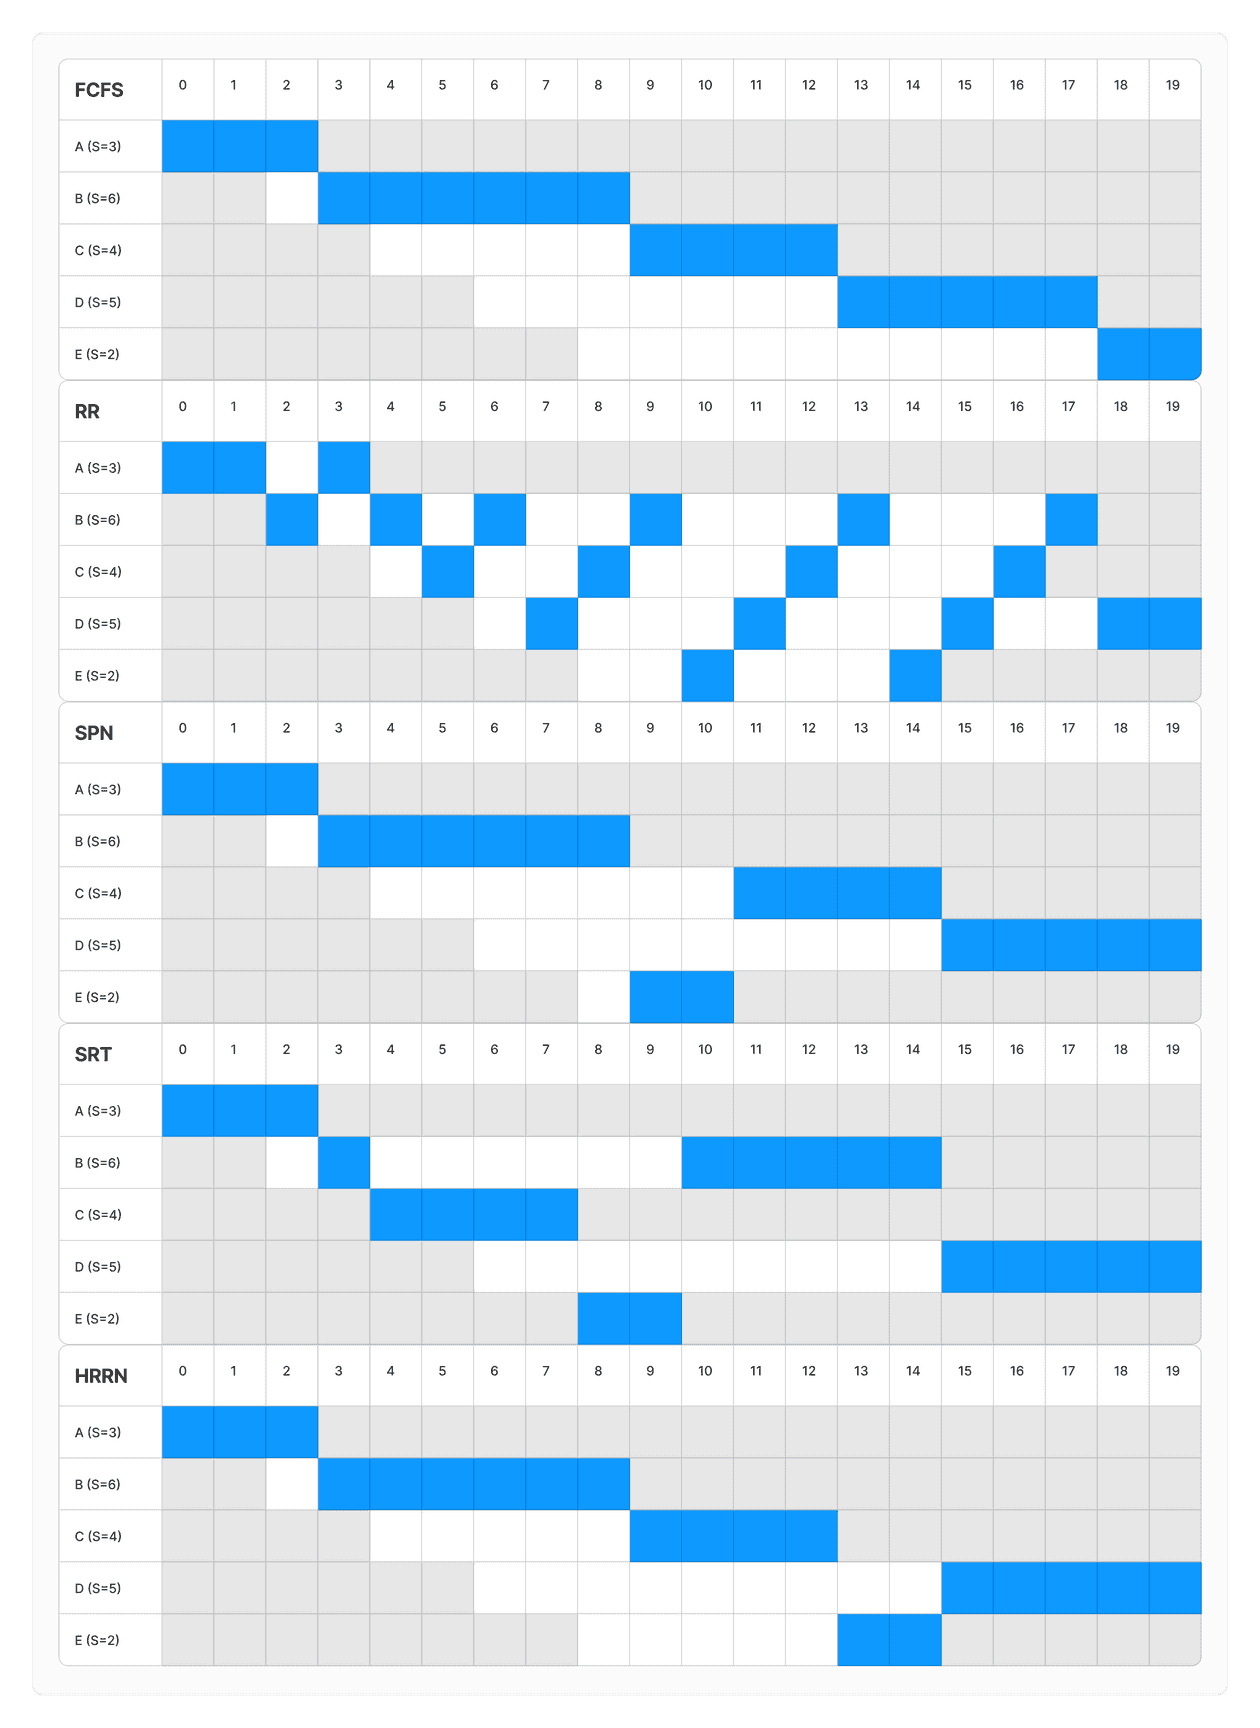 FCFS 0 1 2 3 4 5 6 7 8 9 10 11 12 13 14 15 16 17 18 19
A (S=3)
B (S=6)
C (S=4)
D (S=5)
E (S=2)
RR 0 1 2 3 4 5 6 7 8 9 10 11 12 13 14 15 16 17 18 19
A (S=3)
B (S=6)
C (S=4)
D (S=5)
E (S=2)
SPN 0 1 2 3 4 5 6 7 8 9 10 11 12 13 14 15 16 17 18 19
A (S=3)
B (S=6)
C (S=4)
D (S=5)
E (S=2)
SRT 0 1 2 3 4 5 6 7 8 9 10 11 12 13 14 15 16 17 18 19
A (S=3)
B (S=6)
C (S=4)
D (S=5)
E (S=2)
HRRN 0 1 2 3 4 5 6 7 8 9 10 11 12 13 14 15 16 17 18 19
A (S=3)
B (S=6)
C (S=4)
D (S=5)
E (S=2)